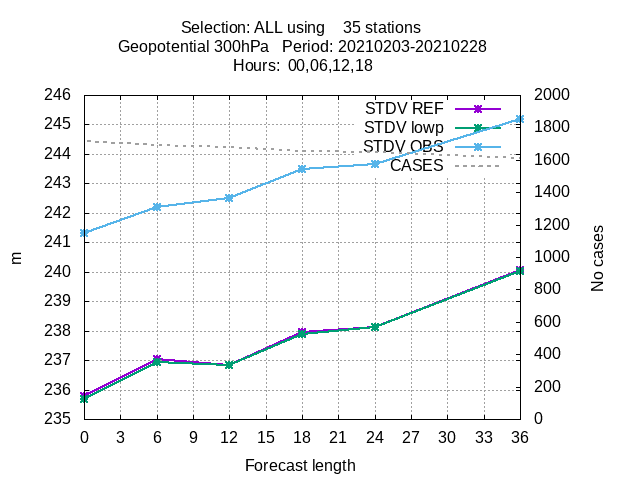 Selection: ALL using    35 stations
Geopotential 300hPa   Period: 20210203-20210228
Hours:  00,06,12,18
246
245
244
243
242
241
240
239
238
237
236
235
m
STDV REF
STDV lowp
STDV OBS
CASES
2000
1800
1600
1400
1200
1000
800
600
400
200
0
No cases
0 3 6 9 12 15 18 21 24 27 30 33 36
Forecast length